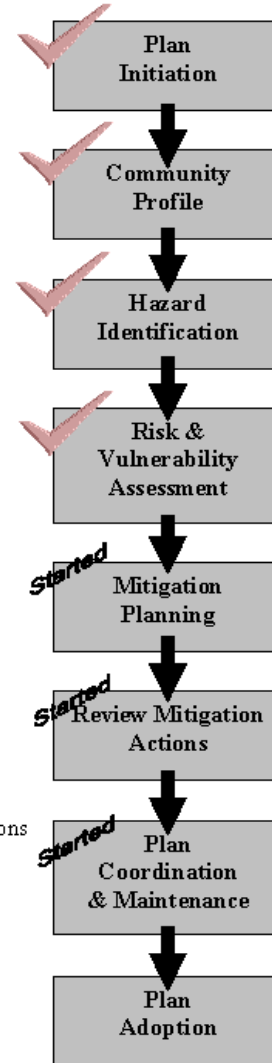 Plan
Initiation
Community
Profile
Hazard
Identification
Risk &
Vulnerability
Assessment
Started
Mitigation
Planning
Started
Review Mitigation
Actions
ons
Started
Plan
Coordination
& Maintenance
Plan
Adoption